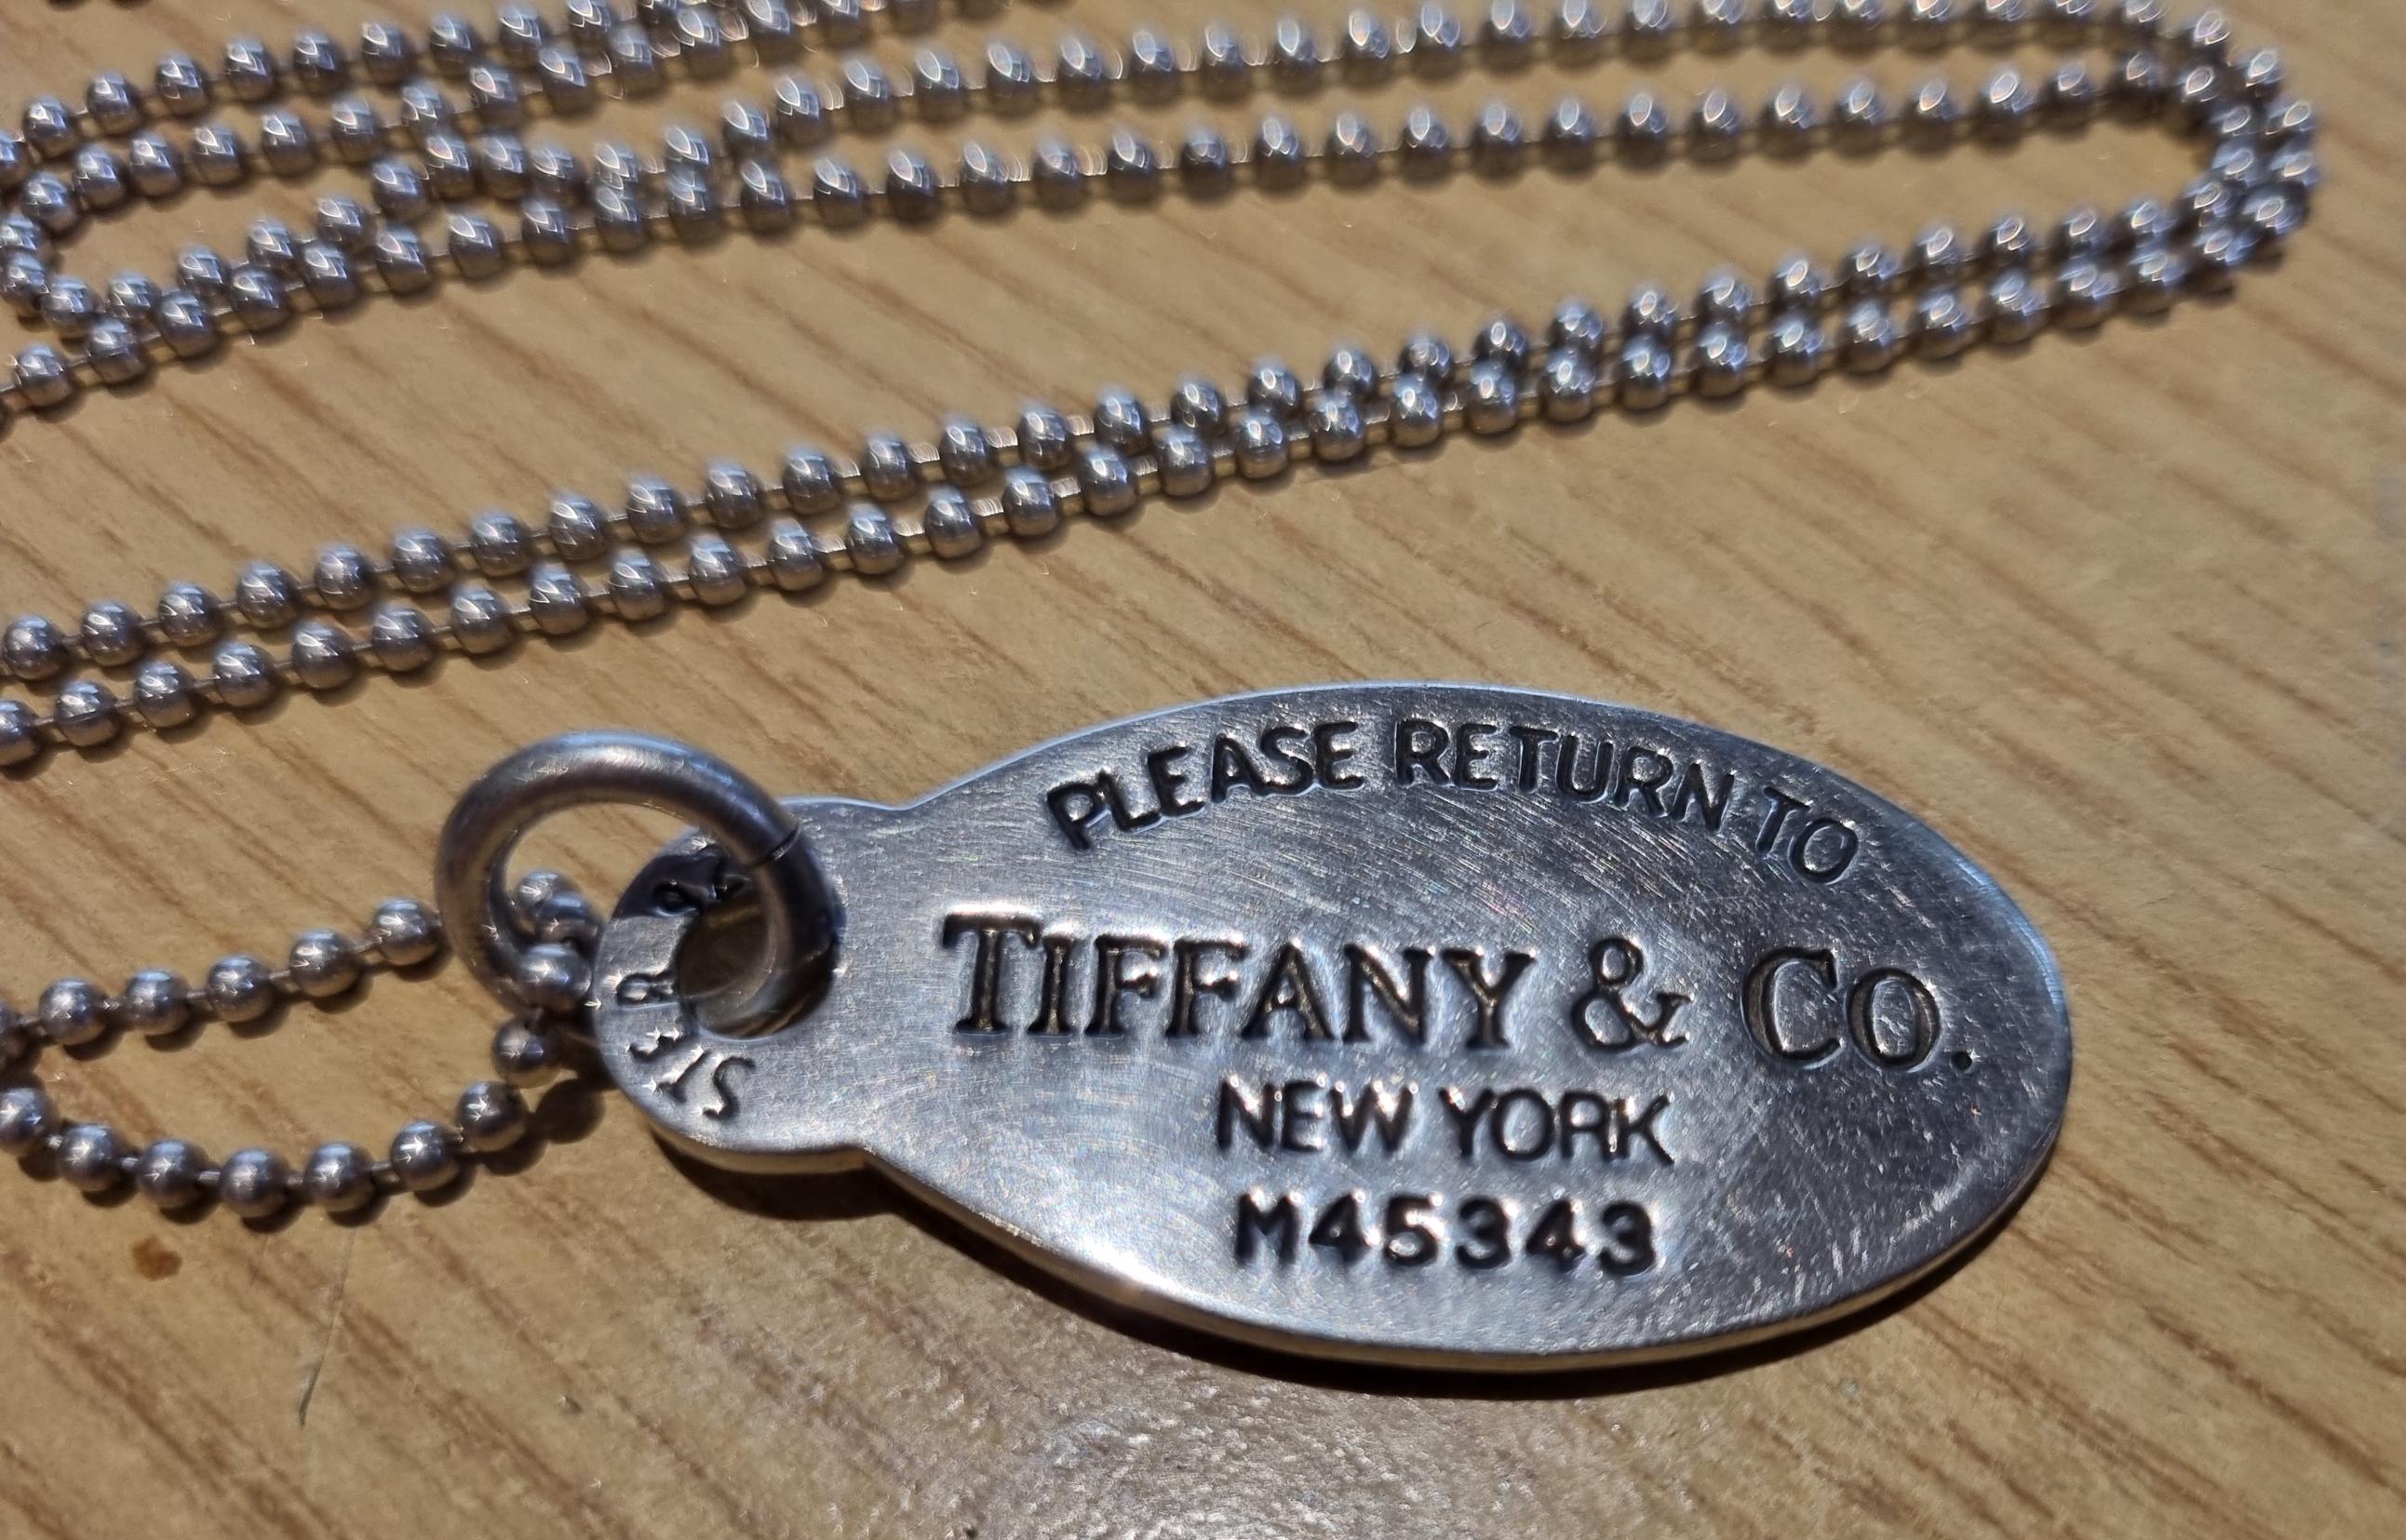 PLEASE RETURN TO
TIFFANY & CO.
NEW YORK
M45343